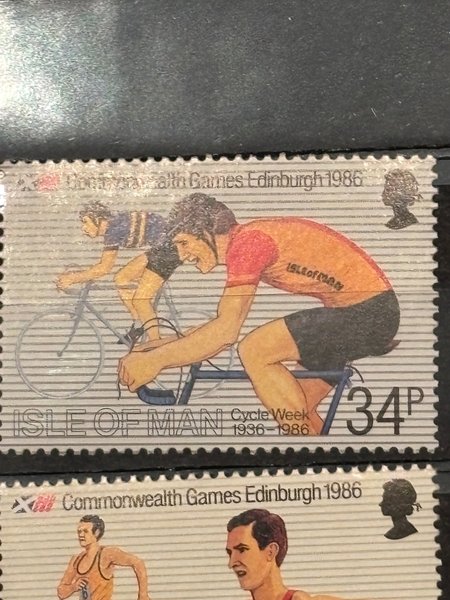 Commonwealth Games Edinburgh 1986
ISLE of MAN
ISLE OF MAN
Cycle Week
1936-1986
34P
Commonwealth Games Edinburgh 1986